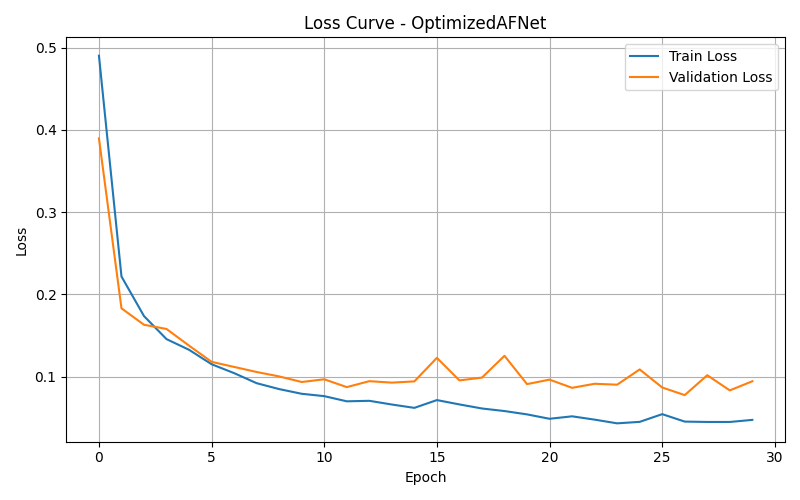 Loss Curve - OptimizedAFNet
Train Loss
Validation Loss
0.5
0.4
0.3
0.2
0.1
Loss
0 5 10 15 20 25 30
Epoch